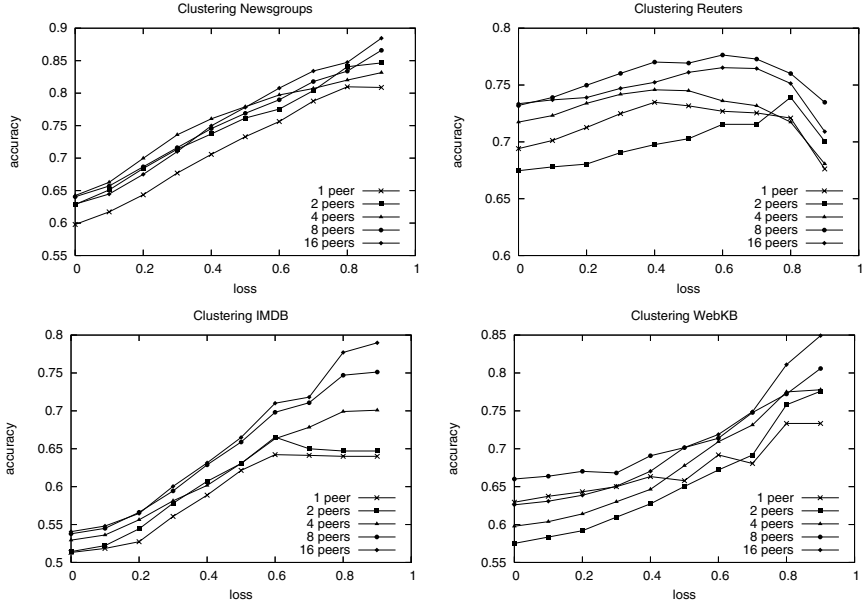 Clustering Newsgroups
0.9
0.85
0.8
0.75
0.7
0.65
0.6
0.55
accuracy
0 0.2 0.4 0.6 0.8 1
loss
1 peer
2 peers
4 peers
8 peers
16 peers
Clustering Reuters
0.8
0.75
0.7
0.65
0.6
accuracy
0 0.2 0.4 0.6 0.8 1
loss
1 peer
2 peers
4 peers
8 peers
16 peers
Clustering IMDB
0.8
0.75
0.7
0.65
0.6
0.55
0.5
accuracy
0 0.2 0.4 0.6 0.8 1
loss
1 peer
2 peers
4 peers
8 peers
16 peers
Clustering WebKB
0.85
0.8
0.75
0.7
0.65
0.6
0.55
accuracy
0 0.2 0.4 0.6 0.8 1
loss
1 peer
2 peers
4 peers
8 peers
16 peers